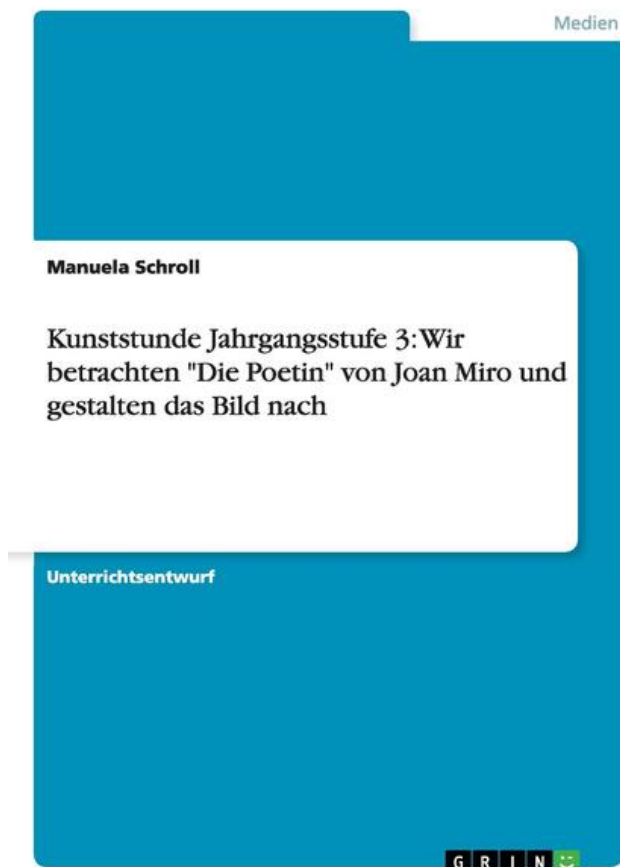 Medien
Manuela Schroll
Kunststunde Jahrgangsstufe 3: Wir
betrachten "Die Poetin" von Joan Miro und
gestalten das Bild nach
Unterrichtsentwurf
GRIN